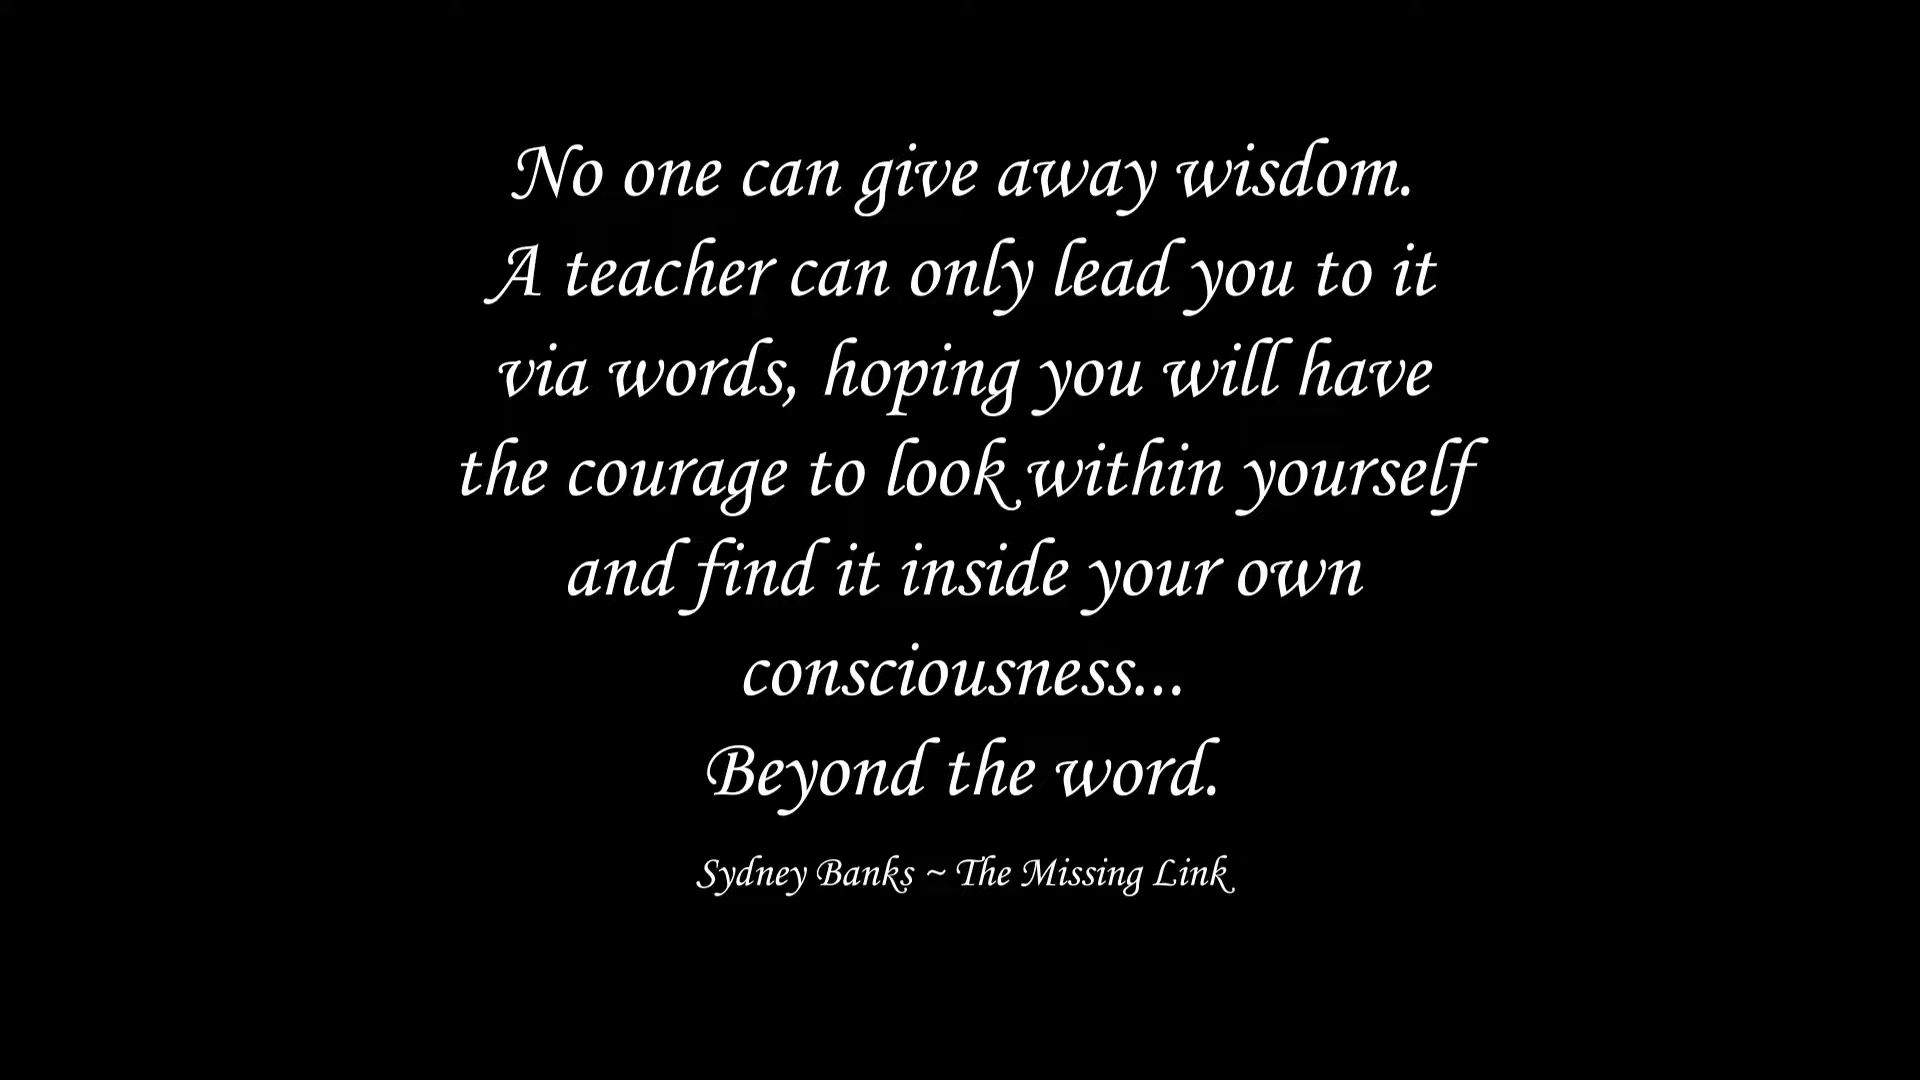 No one can give away wisdom.
A teacher can only lead you to it
via words, hoping you will have
the courage to look within yourself
and find it inside your own
consciousness...
Beyond the word.
Sydney Banks ~ The Missing Link